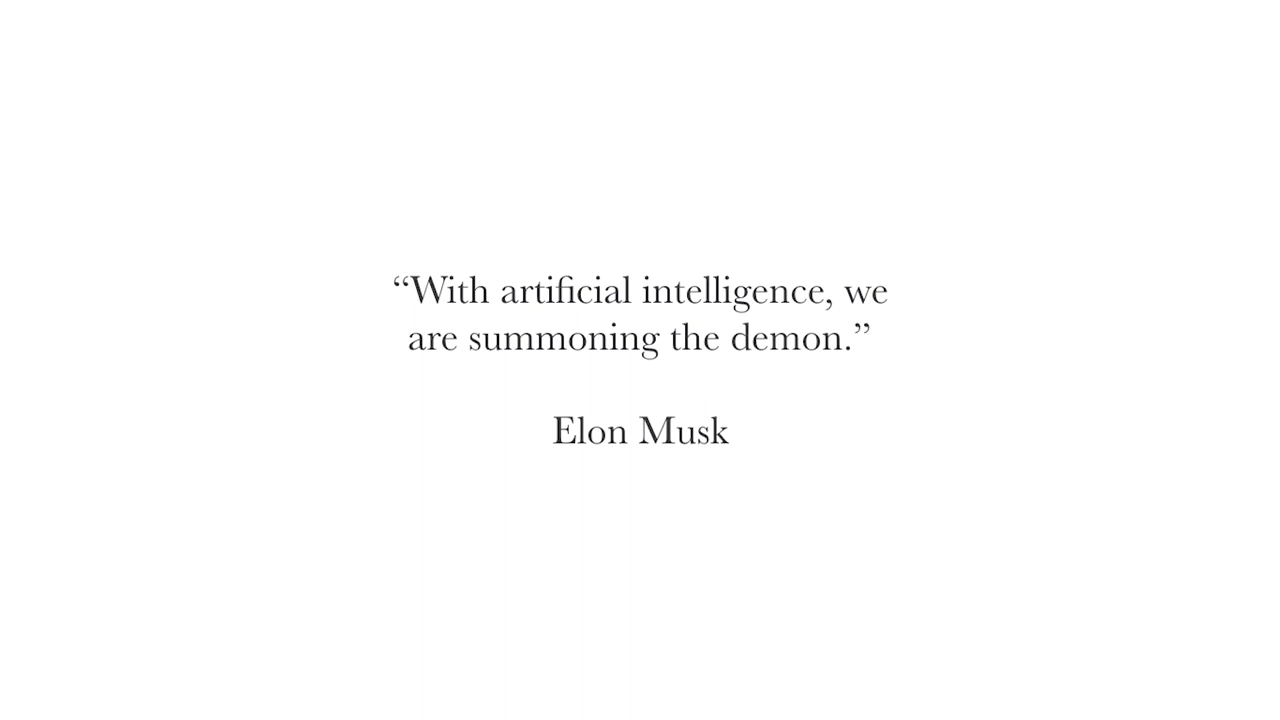 “With artificial intelligence, we
are summoning the demon.”
Elon Musk